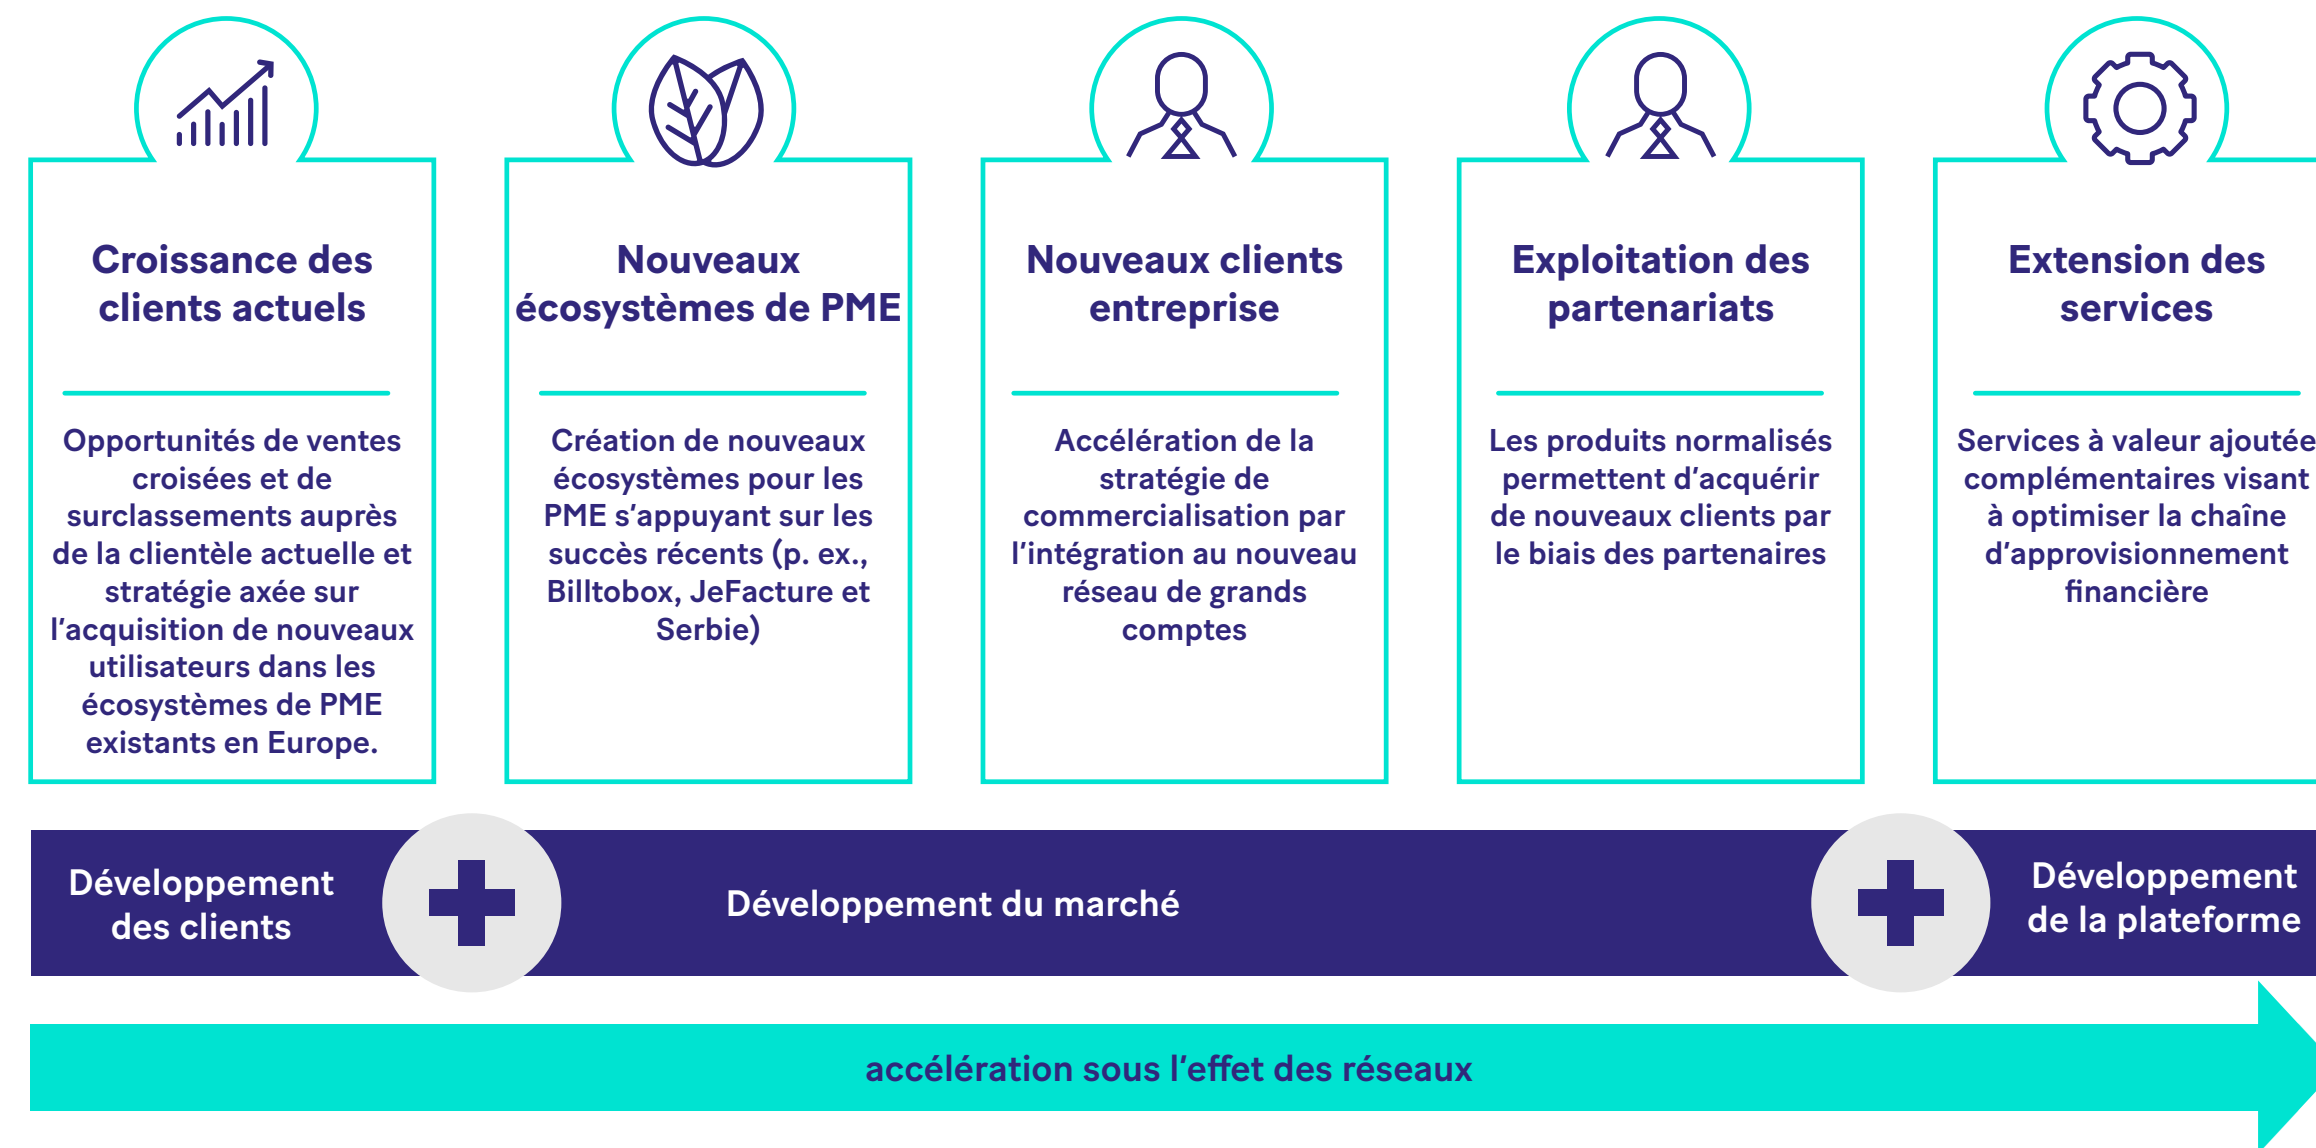 Croissance des
clients actuels
Opportunités de ventes
croisées et de
surclassements auprès
de la clientèle actuelle et
stratégie axée sur
l'acquisition de nouveaux
utilisateurs dans les
écosystèmes de PME
existants en Europe.
Nouveaux
écosystèmes de PME
Création de nouveaux
écosystèmes pour les
PME s'appuyant sur les
succès récents (p. ex.,
Billtobox, JeFacture et
Serbie)
Nouveaux clients
entreprise
Accélération de la
stratégie de
commercialisation par
l'intégration au nouveau
réseau de grands
comptes
Exploitation des
partenariats
Les produits normalisés
permettent d'acquérir
de nouveaux clients par
le biais des partenaires
Extension des
services
Services à valeur ajoutée
complémentaires visant
à optimiser la chaîne
d'approvisionnement
financière
Développement
des clients
Développement du marché
Développement
de la plateforme
accélération sous l'effet des réseaux